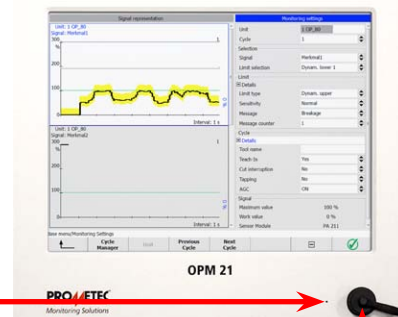 Signal representation
Monitoring settings
Unit: 1 OP_80
Signal: Merkmal1
300
%
200
100
0
1
Interval: 1 s
Unit: 1 OP_80
Signal: Merkmal2
300
%
200
100
0
1
Interval: 1 s
Unit 1 OP_80
Cycle 1
Selection
Signal Merkmal1
Limit selection Dynam. lower 1
Limit
Details
Limit type Dynam. upper
Sensitivity Normal
Message Breakage
Message counter 1
Cycle
Details
Tool name
Teach In Yes
Cut interruption No
Tapping No
AGC ON
Signal
Maximum value 300 %
Work value 0 %
Sensor Module PA 211
Base menu/Monitoring Settings
Cycle Manager
Previous Cycle
Next Cycle
OPM 21
PROMETEC
Monitoring Solutions